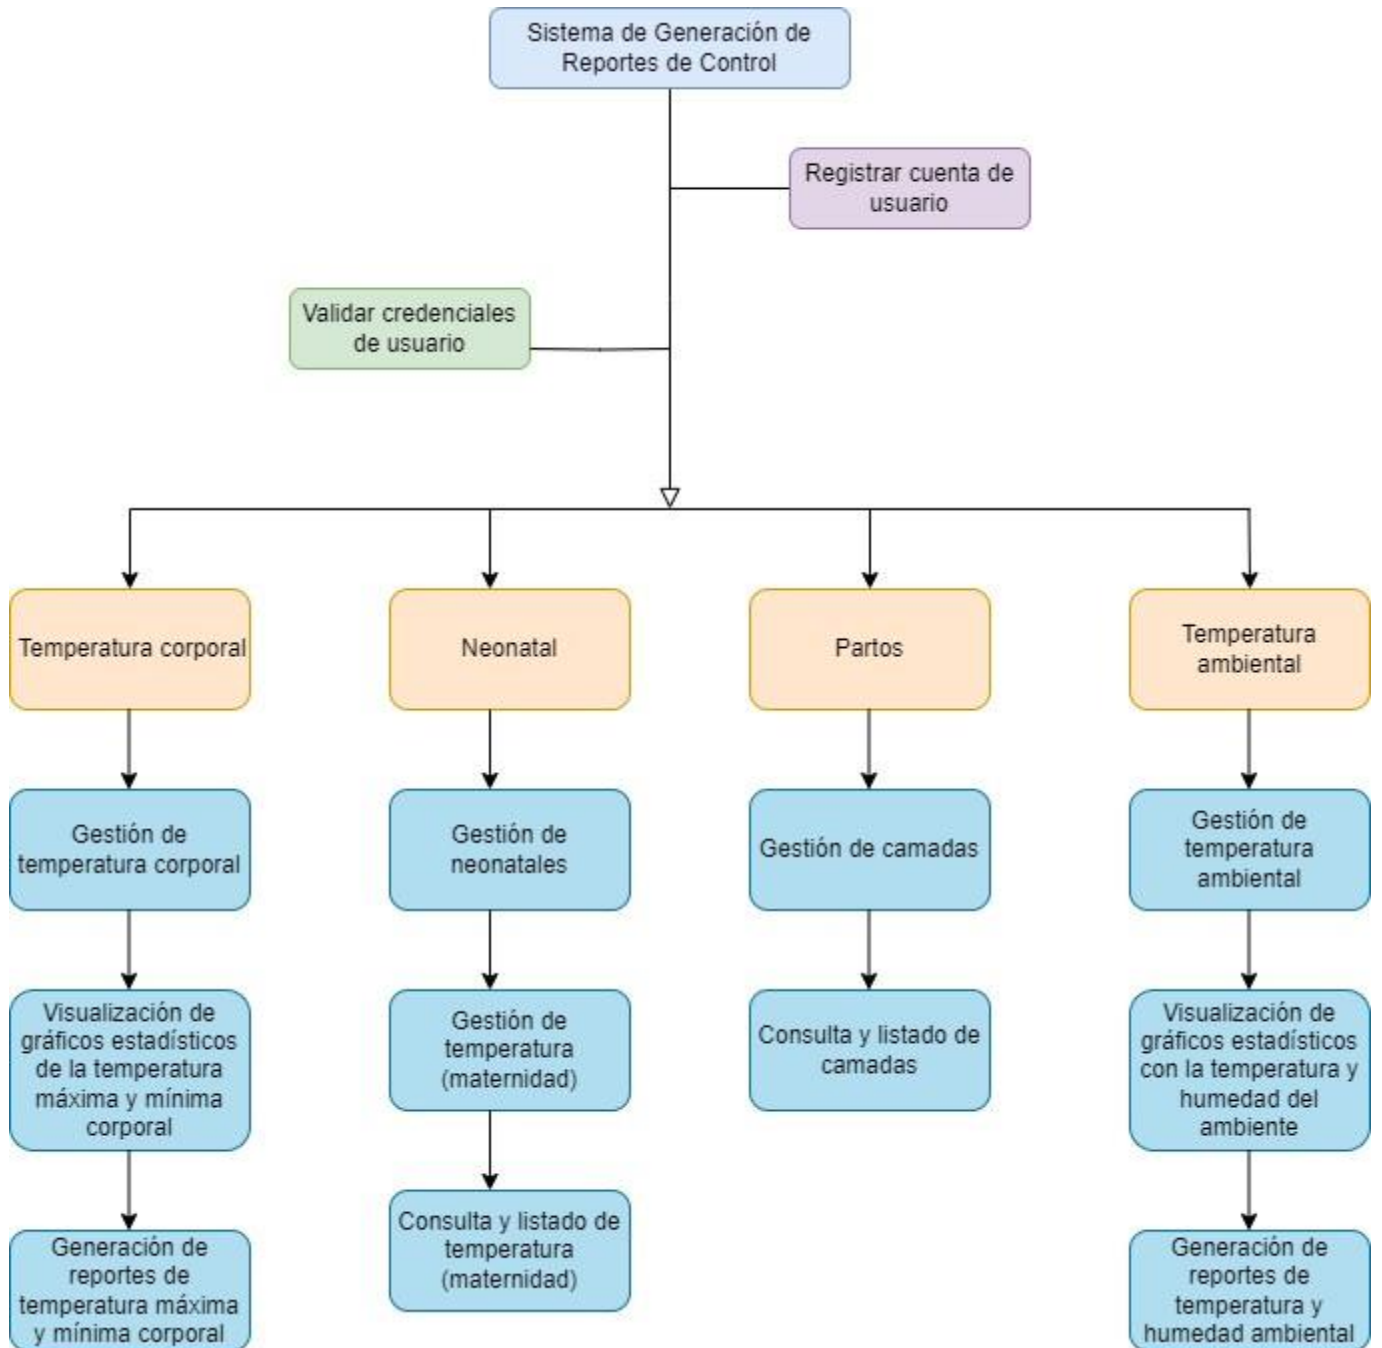 Sistema de Generación de
Reportes de Control
Registrar cuenta de
usuario
Validar credenciales
de usuario
Temperatura corporal
Neonatal
Partos
Temperatura
ambiental
Gestión de
temperatura corporal
Gestión de
neonatales
Gestión de camadas
Gestión de
temperatura
ambiental
Visualización de
gráficos estadísticos
de la temperatura
máxima y mínima
corporal
Gestión de
temperatura
(maternidad)
Consulta y listado de
camadas
Visualización de
gráficos estadísticos
con la temperatura y
humedad del
ambiente
Generación de
reportes de
temperatura máxima
y mínima corporal
Consulta y listado de
temperatura
(maternidad)
Generación de
reportes de
temperatura y
humedad ambiental